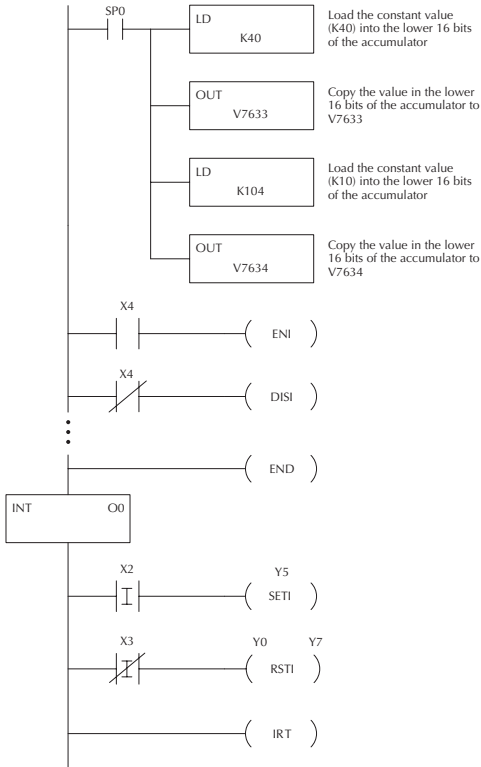 SP0
LD
K40
Load the constant value
(K40) into the lower 16 bits
of the accumulator
OUT
V7633
Copy the value in the lower
16 bits of the accumulator to
V7633
LD
K104
Load the constant value
(K10) into the lower 16 bits
of the accumulator
OUT
V7634
Copy the value in the lower
16 bits of the accumulator to
V7634
X4
ENI
X4
DISI
END
INT O0
X2 Y5
SETI
X3 Y0 Y7
RSTI
IRT